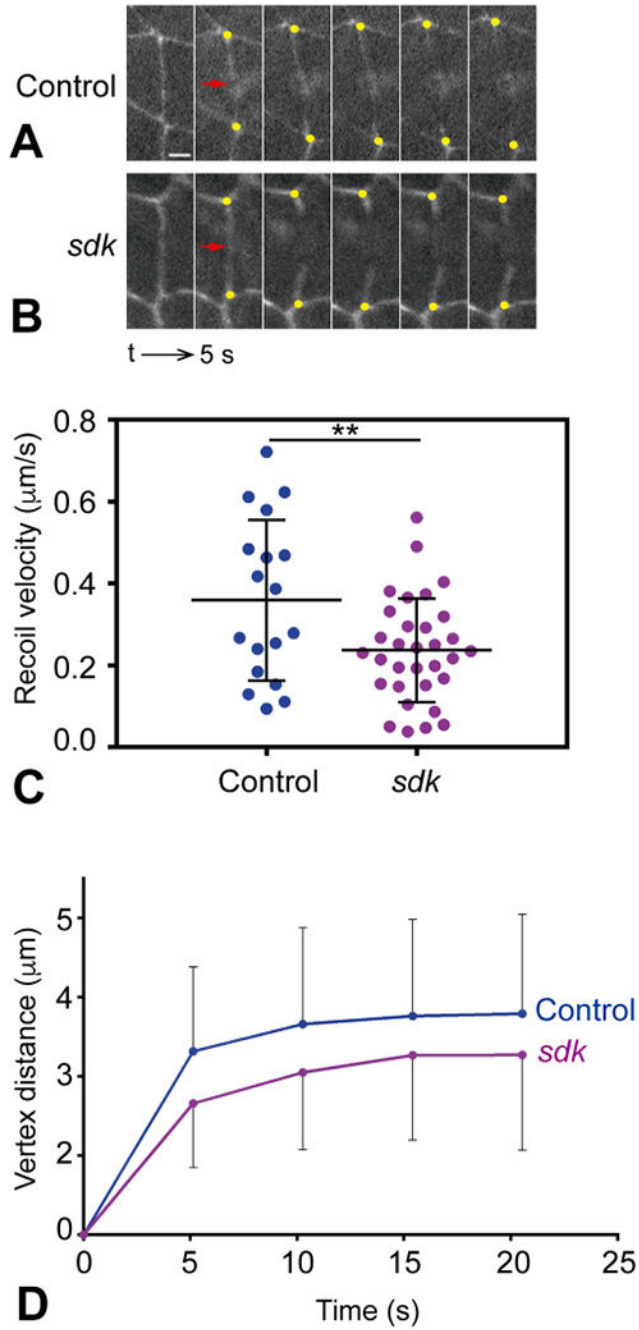 Control
A
sdk
B
t → 5 s
0.8
**
0.6
0.4
0.2
0.0
Recoil velocity (μm/s)
Control sdk
C
5
4
3
2
0
Vertex distance (μm)
Control
sdk
0 5 10 15 20 25
Time (s)
D